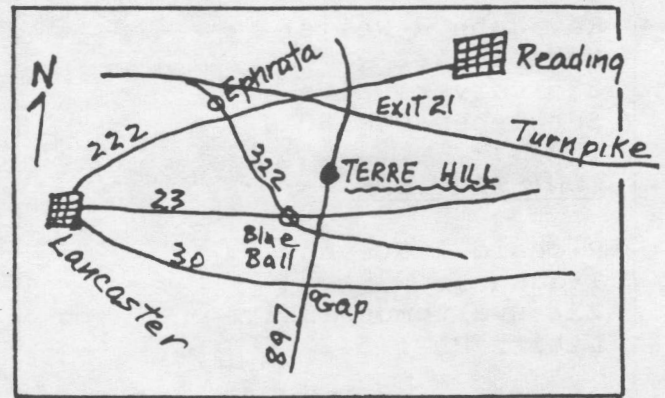 N
Ephrata
Reading
Exit 21
Turnpike
222
322
TERRE HILL
23
Blue
Ball
Lancaster
30
Gap
897